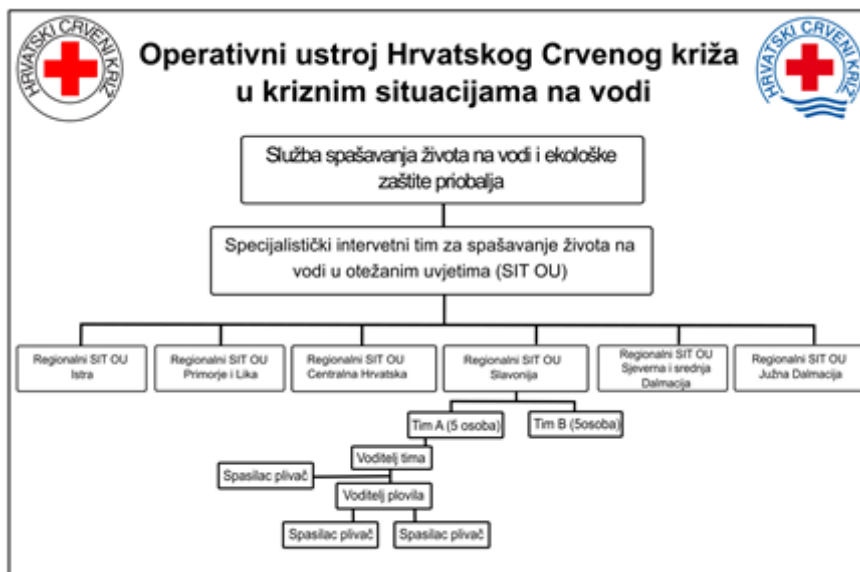 HRVATSKI CRVENI KRIŽ
Operativni ustroj Hrvatskog Crvenog križa
u kriznim situacijama na vodi
HRVATSKI CRVENI KRIŽ
Služba spašavanja života na vodi i ekološke
zaštite priobalja
Specijalistički intervetni tim za spašavanje života na
vodi u otežanim uvjetima (SIT OU)
Regionalni SIT OU
Istra
Regionalni SIT OU
Primorje i Lika
Regionalni SIT OU
Centralna Hrvatska
Regionalni SIT OU
Slavonija
Regionalni SIT OU
Sjeverna i srednja
Dalmacija
Regionalni SIT OU
Južna Dalmacija
Tim A (5 osoba)
Tim B (5osoba)
Voditelj tima
Spasilac plivač
Voditelj plovila
Spasilac plivač
Spasilac plivač